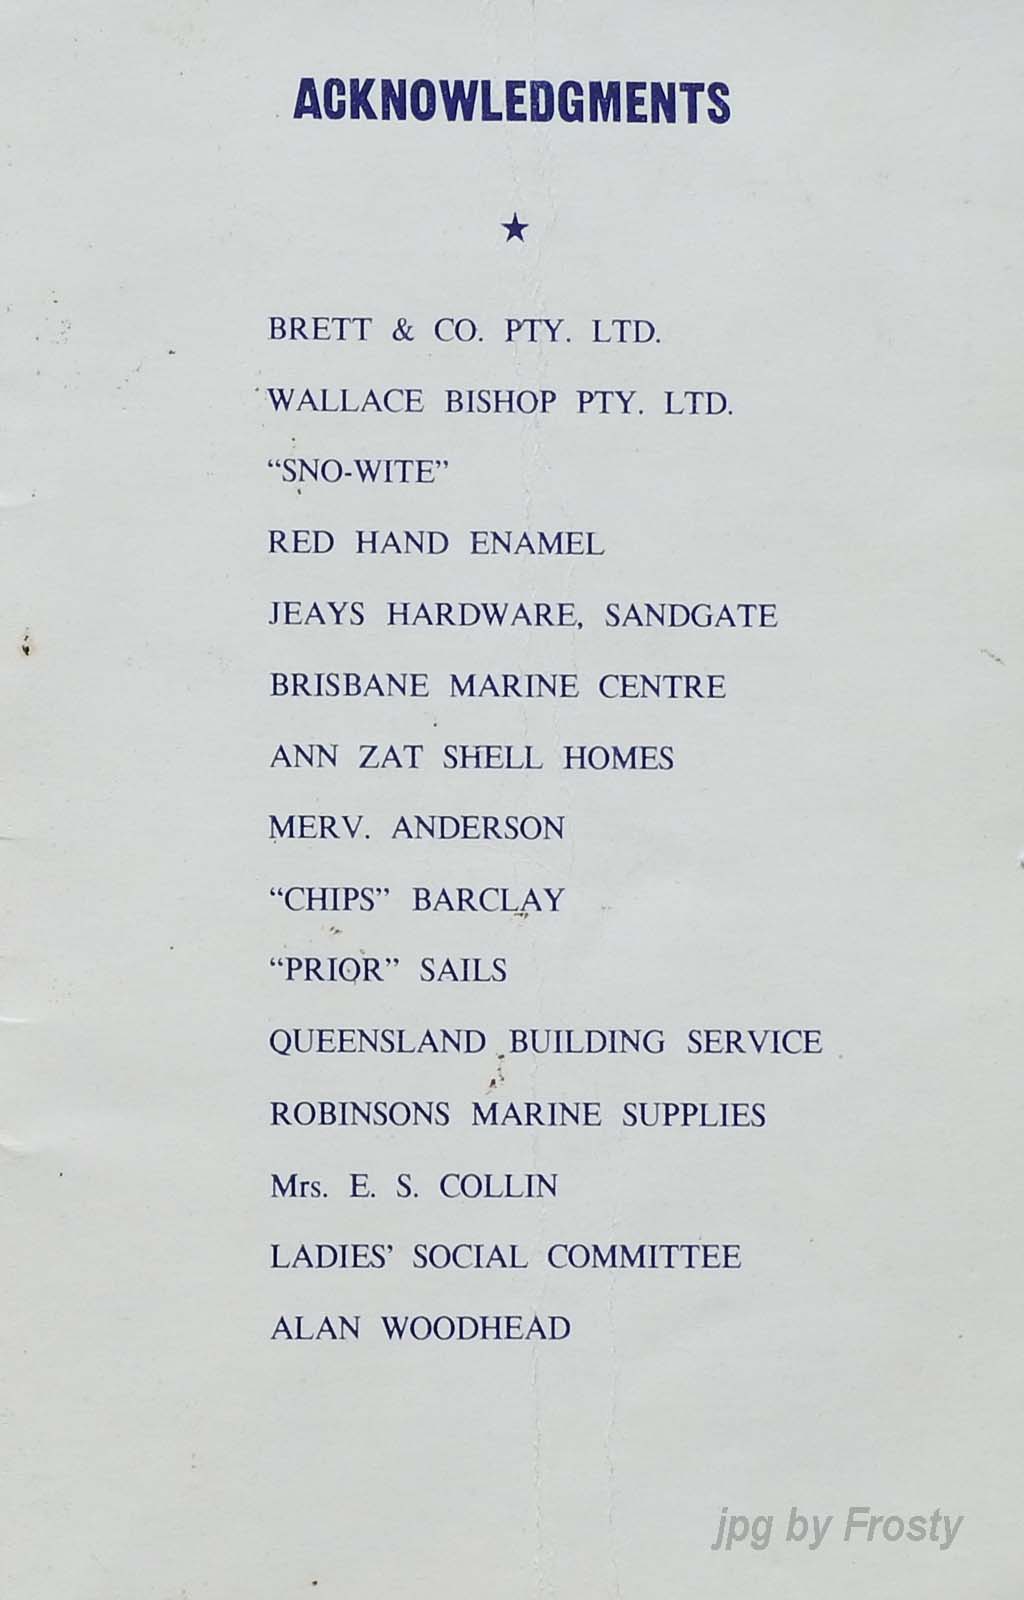 ACKNOWLEDGMENTS
BRETT & CO. PTY. LTD.
WALLACE BISHOP PTY. LTD.
“SNO-WITE”
RED HAND ENAMEL
JEAYS HARDWARE, SANDGATE
BRISBANE MARINE CENTRE
ANN ZAT SHELL HOMES
MERV. ANDERSON
“CHIPS” BARCLAY
“PRIOR” SAILS
QUEENSLAND BUILDING SERVICE
ROBINSONS MARINE SUPPLIES
Mrs. E. S. COLLIN
LADIES’ SOCIAL COMMITTEE
ALAN WOODHEAD
jpg by Frosty